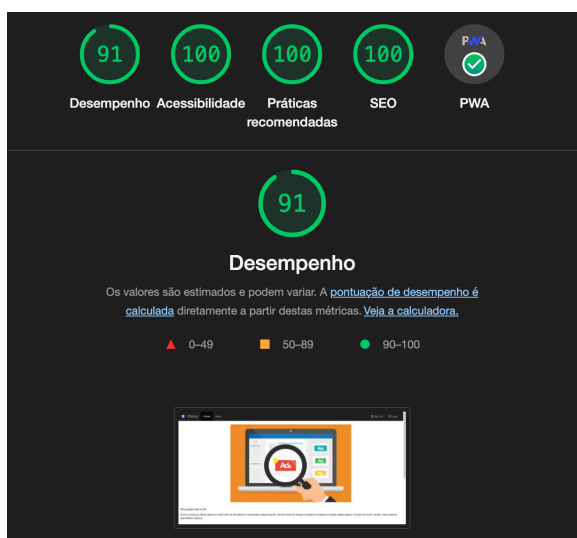 91 100 100 100 PWA
Desempenho Acessibilidade Práticas recomendadas SEO PWA
91
Desempenho
Os valores são estimados e podem variar. A pontuação de desempenho é
calculada diretamente a partir destas métricas. Veja a calculadora.
0–49 50–89 90–100
Ads